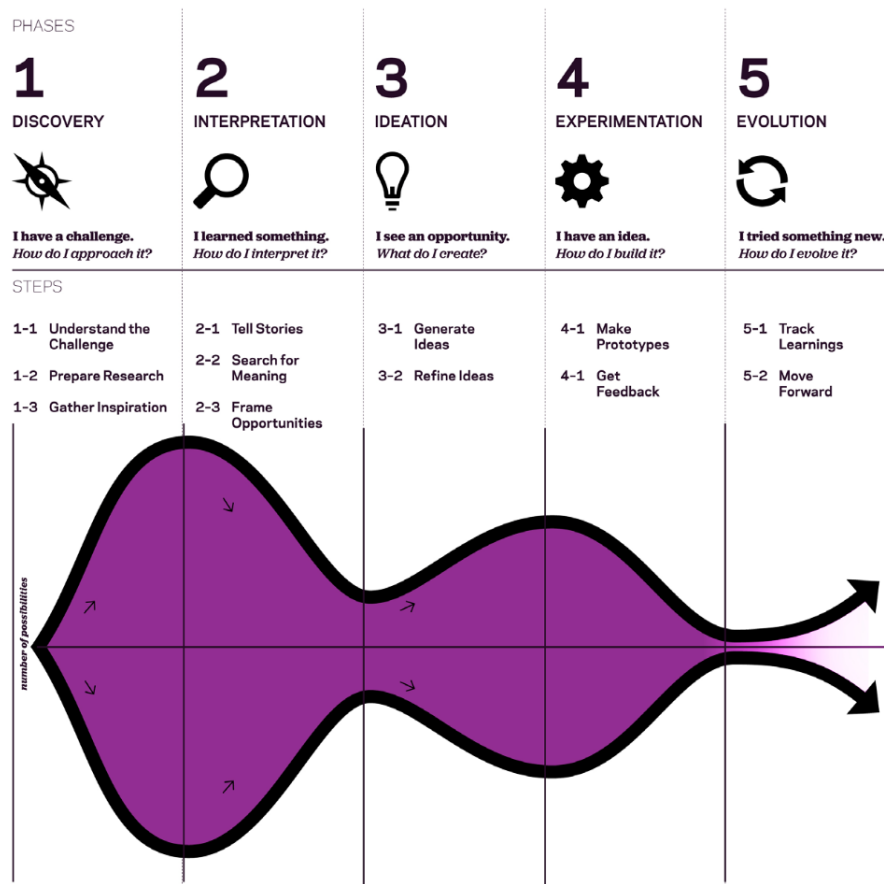 PHASES
1
DISCOVERY
I have a challenge.
How do I approach it?
2
INTERPRETATION
I learned something.
How do I interpret it?
3
IDEATION
I see an opportunity.
What do I create?
4
EXPERIMENTATION
I have an idea.
How do I build it?
5
EVOLUTION
I tried something new.
How do I evolve it?
STEPS
1-1 Understand the
Challenge
1-2 Prepare Research
1-3 Gather Inspiration
2-1 Tell Stories
2-2 Search for
Meaning
2-3 Frame
Opportunities
3-1 Generate
Ideas
3-2 Refine Ideas
4-1 Make
Prototypes
4-1 Get
Feedback
5-1 Track
Learnings
5-2 Move
Forward
number of possibilities